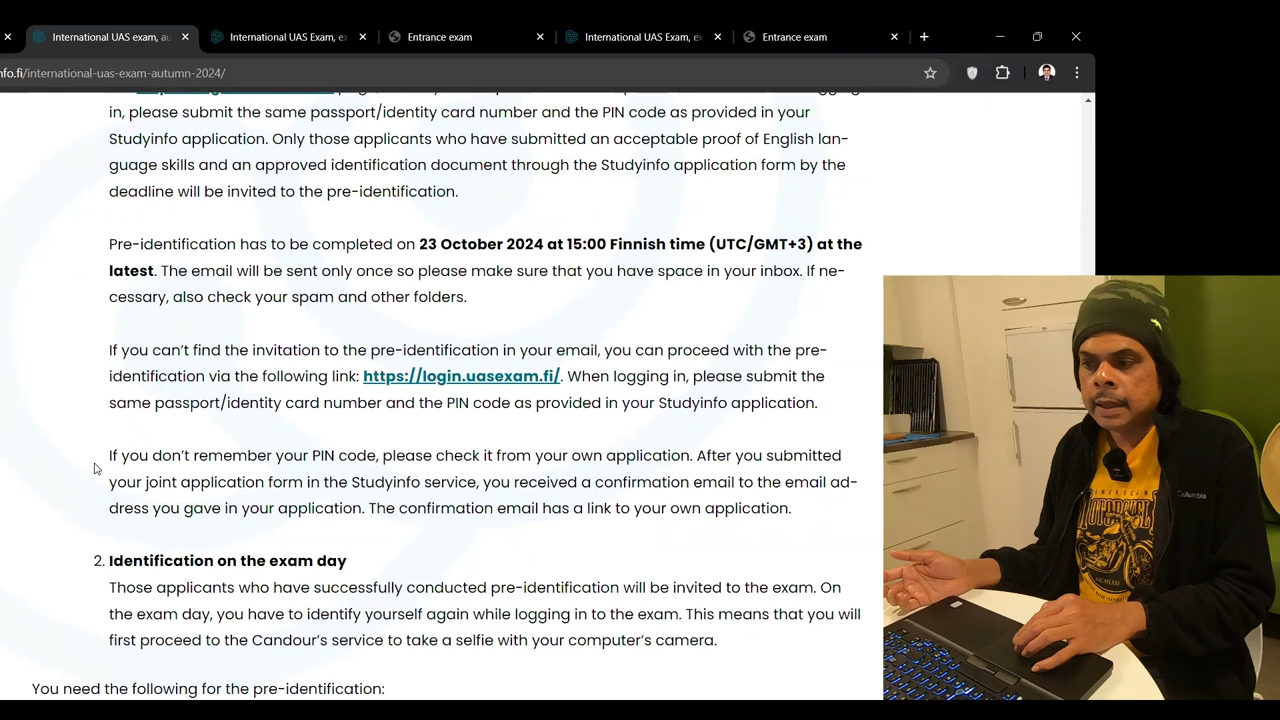 International UAS exam, au
International UAS Exam, e
Entrance exam
International UAS Exam, e
Entrance exam
nfo.fi/international-uas-exam-autumn-2024/
in, please submit the same passport/identity card number and the PIN code as provided in your
Studyinfo application. Only those applicants who have submitted an acceptable proof of English lan-
guage skills and an approved identification document through the Studyinfo application form by the
deadline will be invited to the pre-identification.
Pre-identification has to be completed on 23 October 2024 at 15:00 Finnish time (UTC/GMT+3) at the
latest. The email will be sent only once so please make sure that you have space in your inbox. If ne-
cessary, also check your spam and other folders.
If you can't find the invitation to the pre-identification in your email, you can proceed with the pre-
identification via the following link: https://login.uasexam.fi/. When logging in, please submit the
same passport/identity card number and the PIN code as provided in your Studyinfo application.
If you don't remember your PIN code, please check it from your own application. After you submitted
your joint application form in the Studyinfo service, you received a confirmation email to the email ad-
dress you gave in your application. The confirmation email has a link to your own application.
2. Identification on the exam day
Those applicants who have successfully conducted pre-identification will be invited to the exam. On
the exam day, you have to identify yourself again while logging in to the exam. This means that you will
first proceed to the Candour's service to take a selfie with your computer's camera.
You need the following for the pre-identification:
Columbia
AMERICAN
MOTORCYCLE